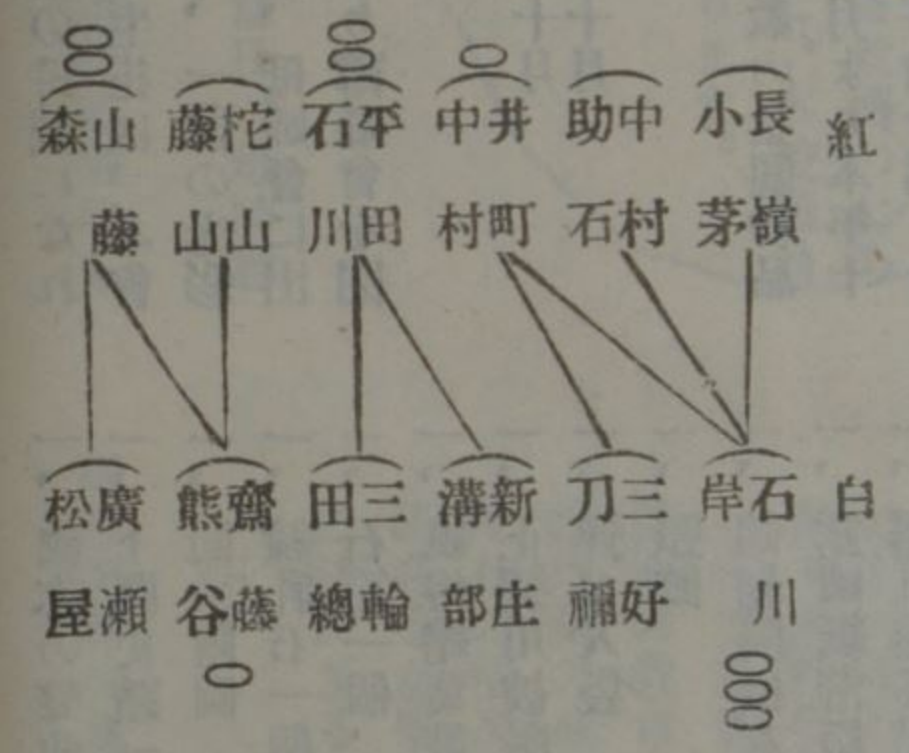 紅
長嶺
小茅
中村
助石
井町
中村
平田
石川
柁山
藤山
山藤
森
白
石川
岸
三好
刀禰
新庄
溝部
三輪
田總
齋藤
熊谷
廣瀬
松屋